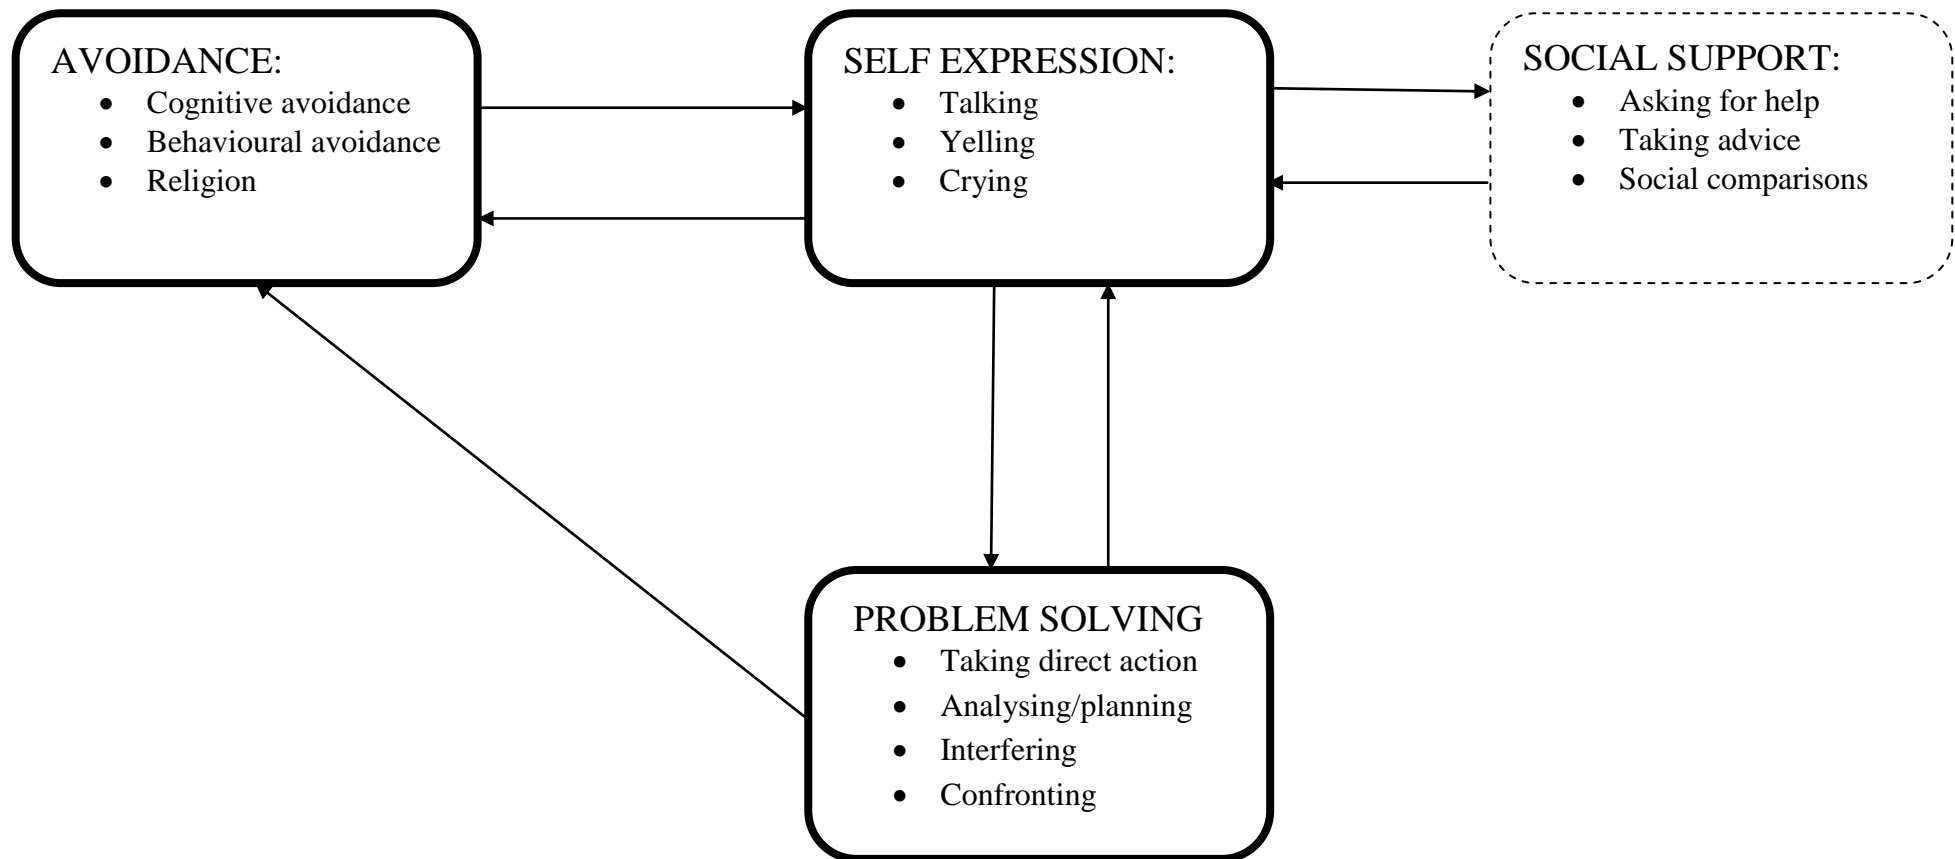 AVOIDANCE:
• Cognitive avoidance
• Behavioural avoidance
• Religion
SELF EXPRESSION:
• Talking
• Yelling
• Crying
SOCIAL SUPPORT:
• Asking for help
• Taking advice
• Social comparisons
PROBLEM SOLVING
• Taking direct action
• Analysing/planning
• Interfering
• Confronting